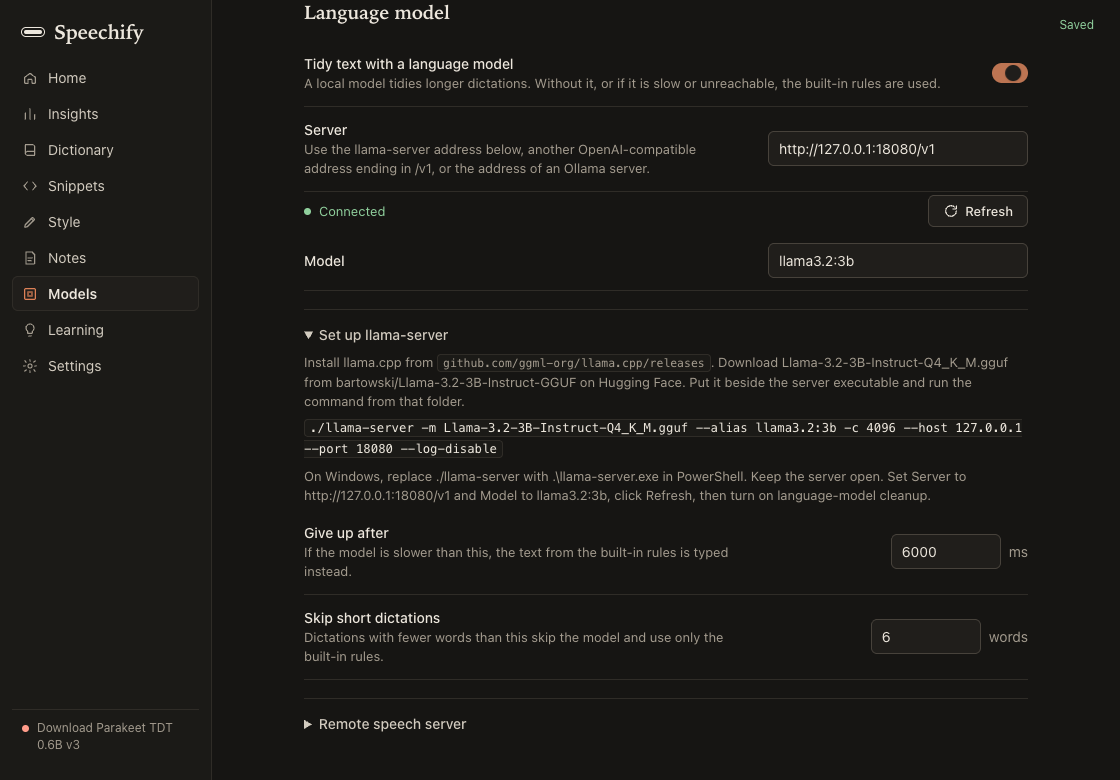 Speechify
Home
Insights
Dictionary
Snippets
Style
Notes
Models
Learning
Settings
Download Parakeet TDT
0.6B v3
Language model
Saved
Tidy text with a language model
A local model tidies longer dictations. Without it, or if it is slow or unreachable, the built-in rules are used.
Server
Use the llama-server address below, another OpenAI-compatible
address ending in /v1, or the address of an Ollama server.
http://127.0.0.1:18080/v1
Connected
Refresh
Model
llama3.2:3b
Set up llama-server
Install llama.cpp from github.com/ggml-org/llama.cpp/releases. Download Llama-3.2-3B-Instruct-Q4_K_M.gguf
from bartowski/Llama-3.2-3B-Instruct-GGUF on Hugging Face. Put it beside the server executable and run the
command from that folder.
./llama-server -m Llama-3.2-3B-Instruct-Q4_K_M.gguf --alias llama3.2:3b -c 4096 --host 127.0.0.1
--port 18080 --log-disable
On Windows, replace ./llama-server with .\llama-server.exe in PowerShell. Keep the server open. Set Server to
http://127.0.0.1:18080/v1 and Model to llama3.2:3b, click Refresh, then turn on language-model cleanup.
Give up after
If the model is slower than this, the text from the built-in rules is typed
instead.
6000 ms
Skip short dictations
Dictations with fewer words than this skip the model and use only the
built-in rules.
6 words
Remote speech server